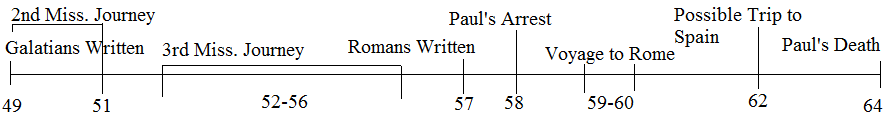 2nd Miss. Journey
Galatians Written
3rd Miss. Journey
Romans Written
Paul's Arrest
Voyage to Rome
Possible Trip to
Spain
Paul's Death
49
51
52-56
57
58
59-60
62
64